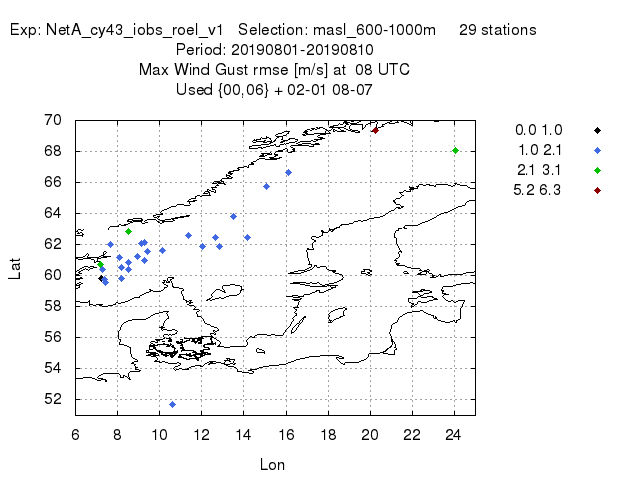 Exp: NetA_cy43_iobs_roel_v1 Selection: masl_600-1000m 29 stations
Period: 20190801-20190810
Max Wind Gust rmse [m/s] at 08 UTC
Used {00,06} + 02-01 08-07
70
68
66
64
62
60
58
56
54
52
Lat
6 8 10 12 14 16 18 20 22 24
Lon
0.0 1.0
1.0 2.1
2.1 3.1
5.2 6.3